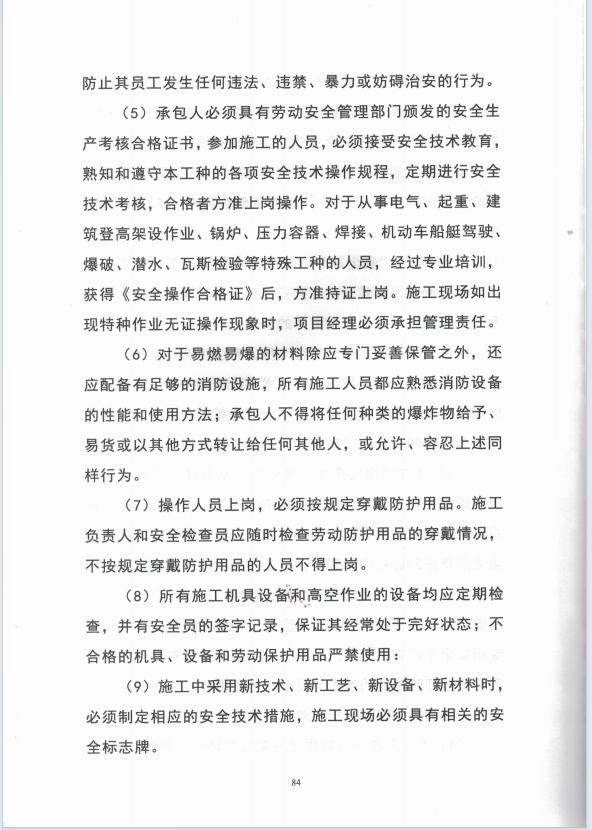 防止其员工发生任何违法、违禁、暴力或妨碍治安的行为。
（5）承包人必须具有劳动安全管理部门颁发的安全生
产考核合格证书，参加施工的人员，必须接受安全技术教育，
熟知和遵守本工种的各项安全技术操作规程，定期进行安全
技术考核，合格者方准上岗操作。对于从事电气、起重、建
筑登高架设作业、锅炉、压力容器、焊接、机动车船艇驾驶、
爆破、潜水、瓦斯检验等特殊工种的人员，经过专业培训，
获得《安全操作合格证》后，方准持证上岗。施工现场如出
现特种作业无证操作现象时，项目经理必须承担管理责任。
（6）对于易燃易爆的材料除应专门妥善保管之外，还
应配备有足够的消防设施，所有施工人员都应熟悉消防设备
的性能和使用方法；承包人不得将任何种类的爆炸物给予、
易货或以其他方式转让给任何其他人，或允许、容忍上述同
样行为。
（7）操作人员上岗，必须按规定穿戴防护用品。施工
负责人和安全检查员应随时检查劳动防护用品的穿戴情况，
不按规定穿戴防护用品的人员不得上岗。
（8）所有施工机具设备和高空作业的设备均应定期检
查，并有安全员的签字记录，保证其经常处于完好状态；不
合格的机具、设备和劳动保护用品严禁使用：
（9）施工中采用新技术、新工艺、新设备、新材料时，
必须制定相应的安全技术措施，施工现场必须具有相关的安
全标志牌。
84